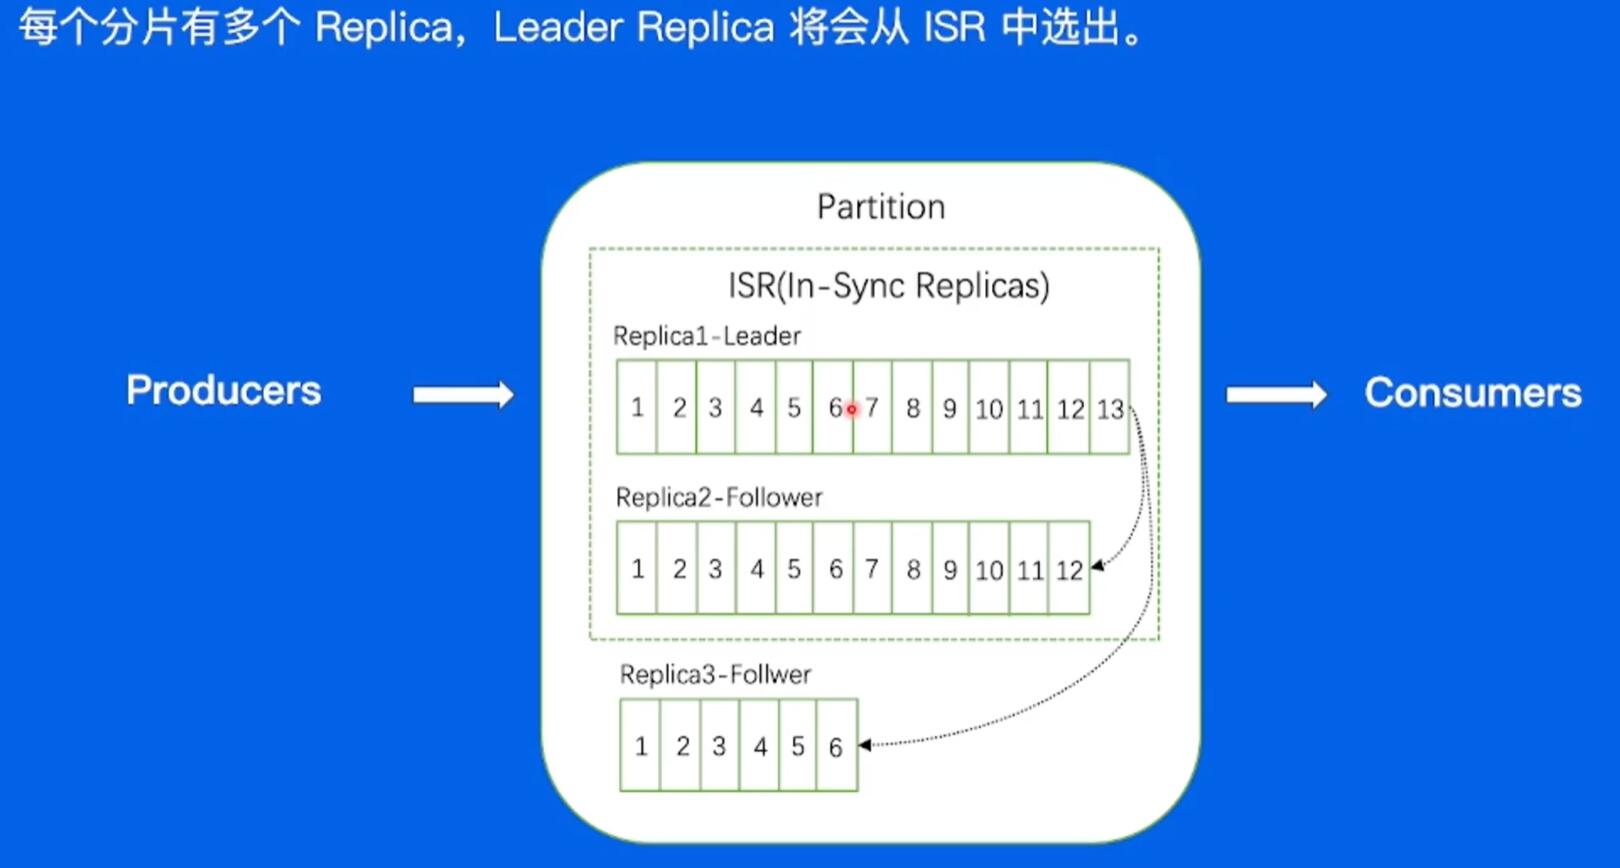 每个分片有多个 Replica，Leader Replica 将会从 ISR 中选出。
Partition
ISR(In-Sync Replicas)
Replica1-Leader
1 2 3 4 5 6 7 8 9 10 11 12 13
Producers
Consumers
Replica2-Follower
1 2 3 4 5 6 7 8 9 10 11 12
Replica3-Follwer
1 2 3 4 5 6